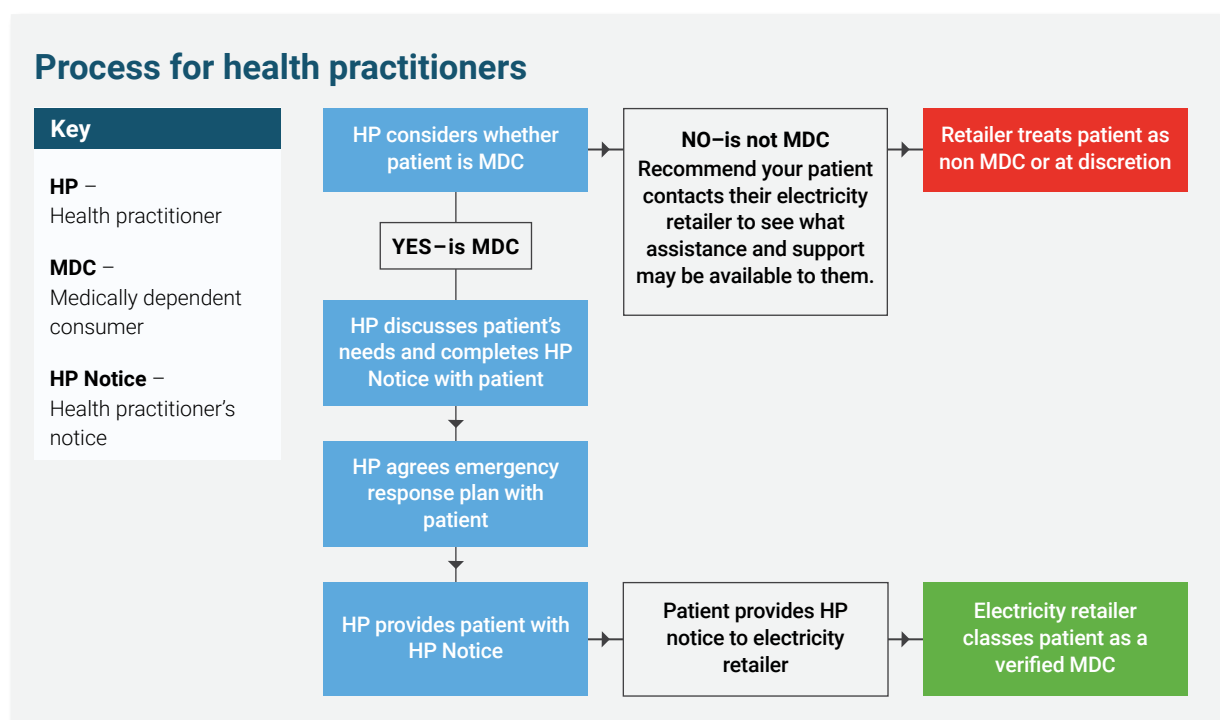 Process for health practitioners
Key
HP –
Health practitioner
MDC –
Medically dependent
consumer
HP Notice –
Health practitioner’s
notice
HP considers whether
patient is MDC
NO–is not MDC
Recommend your patient
contacts their electricity
retailer to see what
assistance and support
may be available to them.
Retailer treats patient as
non MDC or at discretion
YES–is MDC
HP discusses patient’s
needs and completes HP
Notice with patient
HP agrees emergency
response plan with
patient
HP provides patient with
HP Notice
Patient provides HP
notice to electricity
retailer
Electricity retailer
classes patient as a
verified MDC